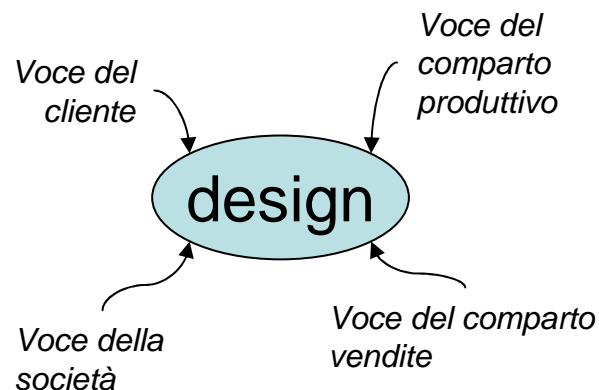 Voce del
cliente
Voce del
comparto
produttivo
design
Voce della
società
Voce del comparto
vendite